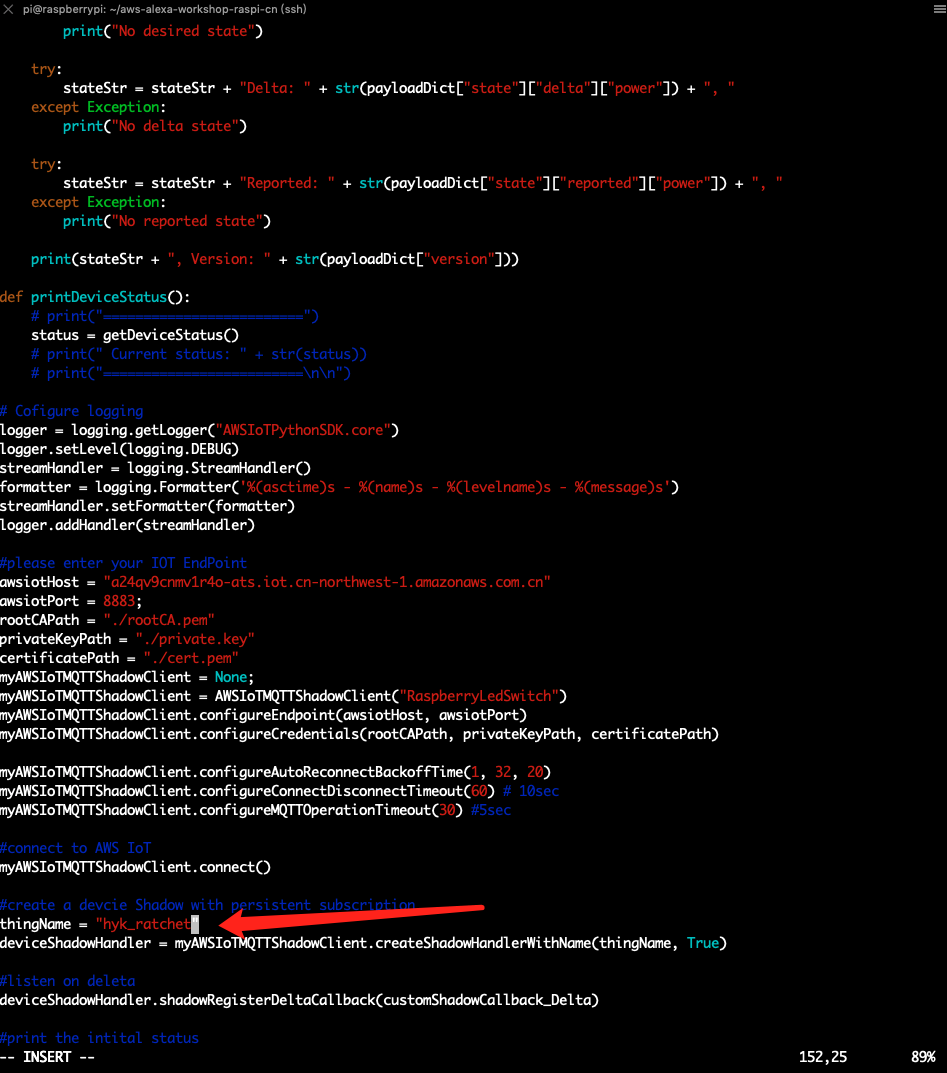 pi@raspberrypi: ~/aws-alexa-workshop-raspi-cn (ssh)
print("No desired state")
try:
stateStr = stateStr + "Delta: " + str(payloadDict["state"]["delta"]["power"]) + ", "
except Exception:
print("No delta state")
try:
stateStr = stateStr + "Reported: " + str(payloadDict["state"]["reported"]["power"]) + ", "
except Exception:
print("No reported state")
print(stateStr + ", Version: " + str(payloadDict["version"]))
def printDeviceStatus():
# print("=========================")
status = getDeviceStatus()
# print(" Current status: " + str(status))
# print("=========================\n\n")
# Cofigure logging
logger = logging.getLogger("AWSIoTPythonSDK.core")
logger.setLevel(logging.DEBUG)
streamHandler = logging.StreamHandler()
formatter = logging.Formatter('%(asctime)s - %(name)s - %(levelname)s - %(message)s')
streamHandler.setFormatter(formatter)
logger.addHandler(streamHandler)
#please enter your IOT EndPoint
awsiotHost = "a24qv9cnmv1r4o-ats.iot.cn-northwest-1.amazonaws.com.cn"
awsiotPort = 8883;
rootCAPath = "./rootCA.pem"
privateKeyPath = "./private.key"
certificatePath = "./cert.pem"
myAWSIoTMQTTShadowClient = None;
myAWSIoTMQTTShadowClient = AWSIoTMQTTShadowClient("RaspberryLedSwitch")
myAWSIoTMQTTShadowClient.configureEndpoint(awsiotHost, awsiotPort)
myAWSIoTMQTTShadowClient.configureCredentials(rootCAPath, privateKeyPath, certificatePath)
myAWSIoTMQTTShadowClient.configureAutoReconnectBackoffTime(1, 32, 20)
myAWSIoTMQTTShadowClient.configureConnectDisconnectTimeout(60) # 10sec
myAWSIoTMQTTShadowClient.configureMQTTOperationTimeout(30) #5sec
#connect to AWS IoT
myAWSIoTMQTTShadowClient.connect()
#create a devcie Shadow with persistent subscription
thingName = "hyk_ratchet"
deviceShadowHandler = myAWSIoTMQTTShadowClient.createShadowHandlerWithName(thingName, True)
#listen on deleta
deviceShadowHandler.shadowRegisterDeltaCallback(customShadowCallback_Delta)
#print the intital status
-- INSERT -- 152,25 89%